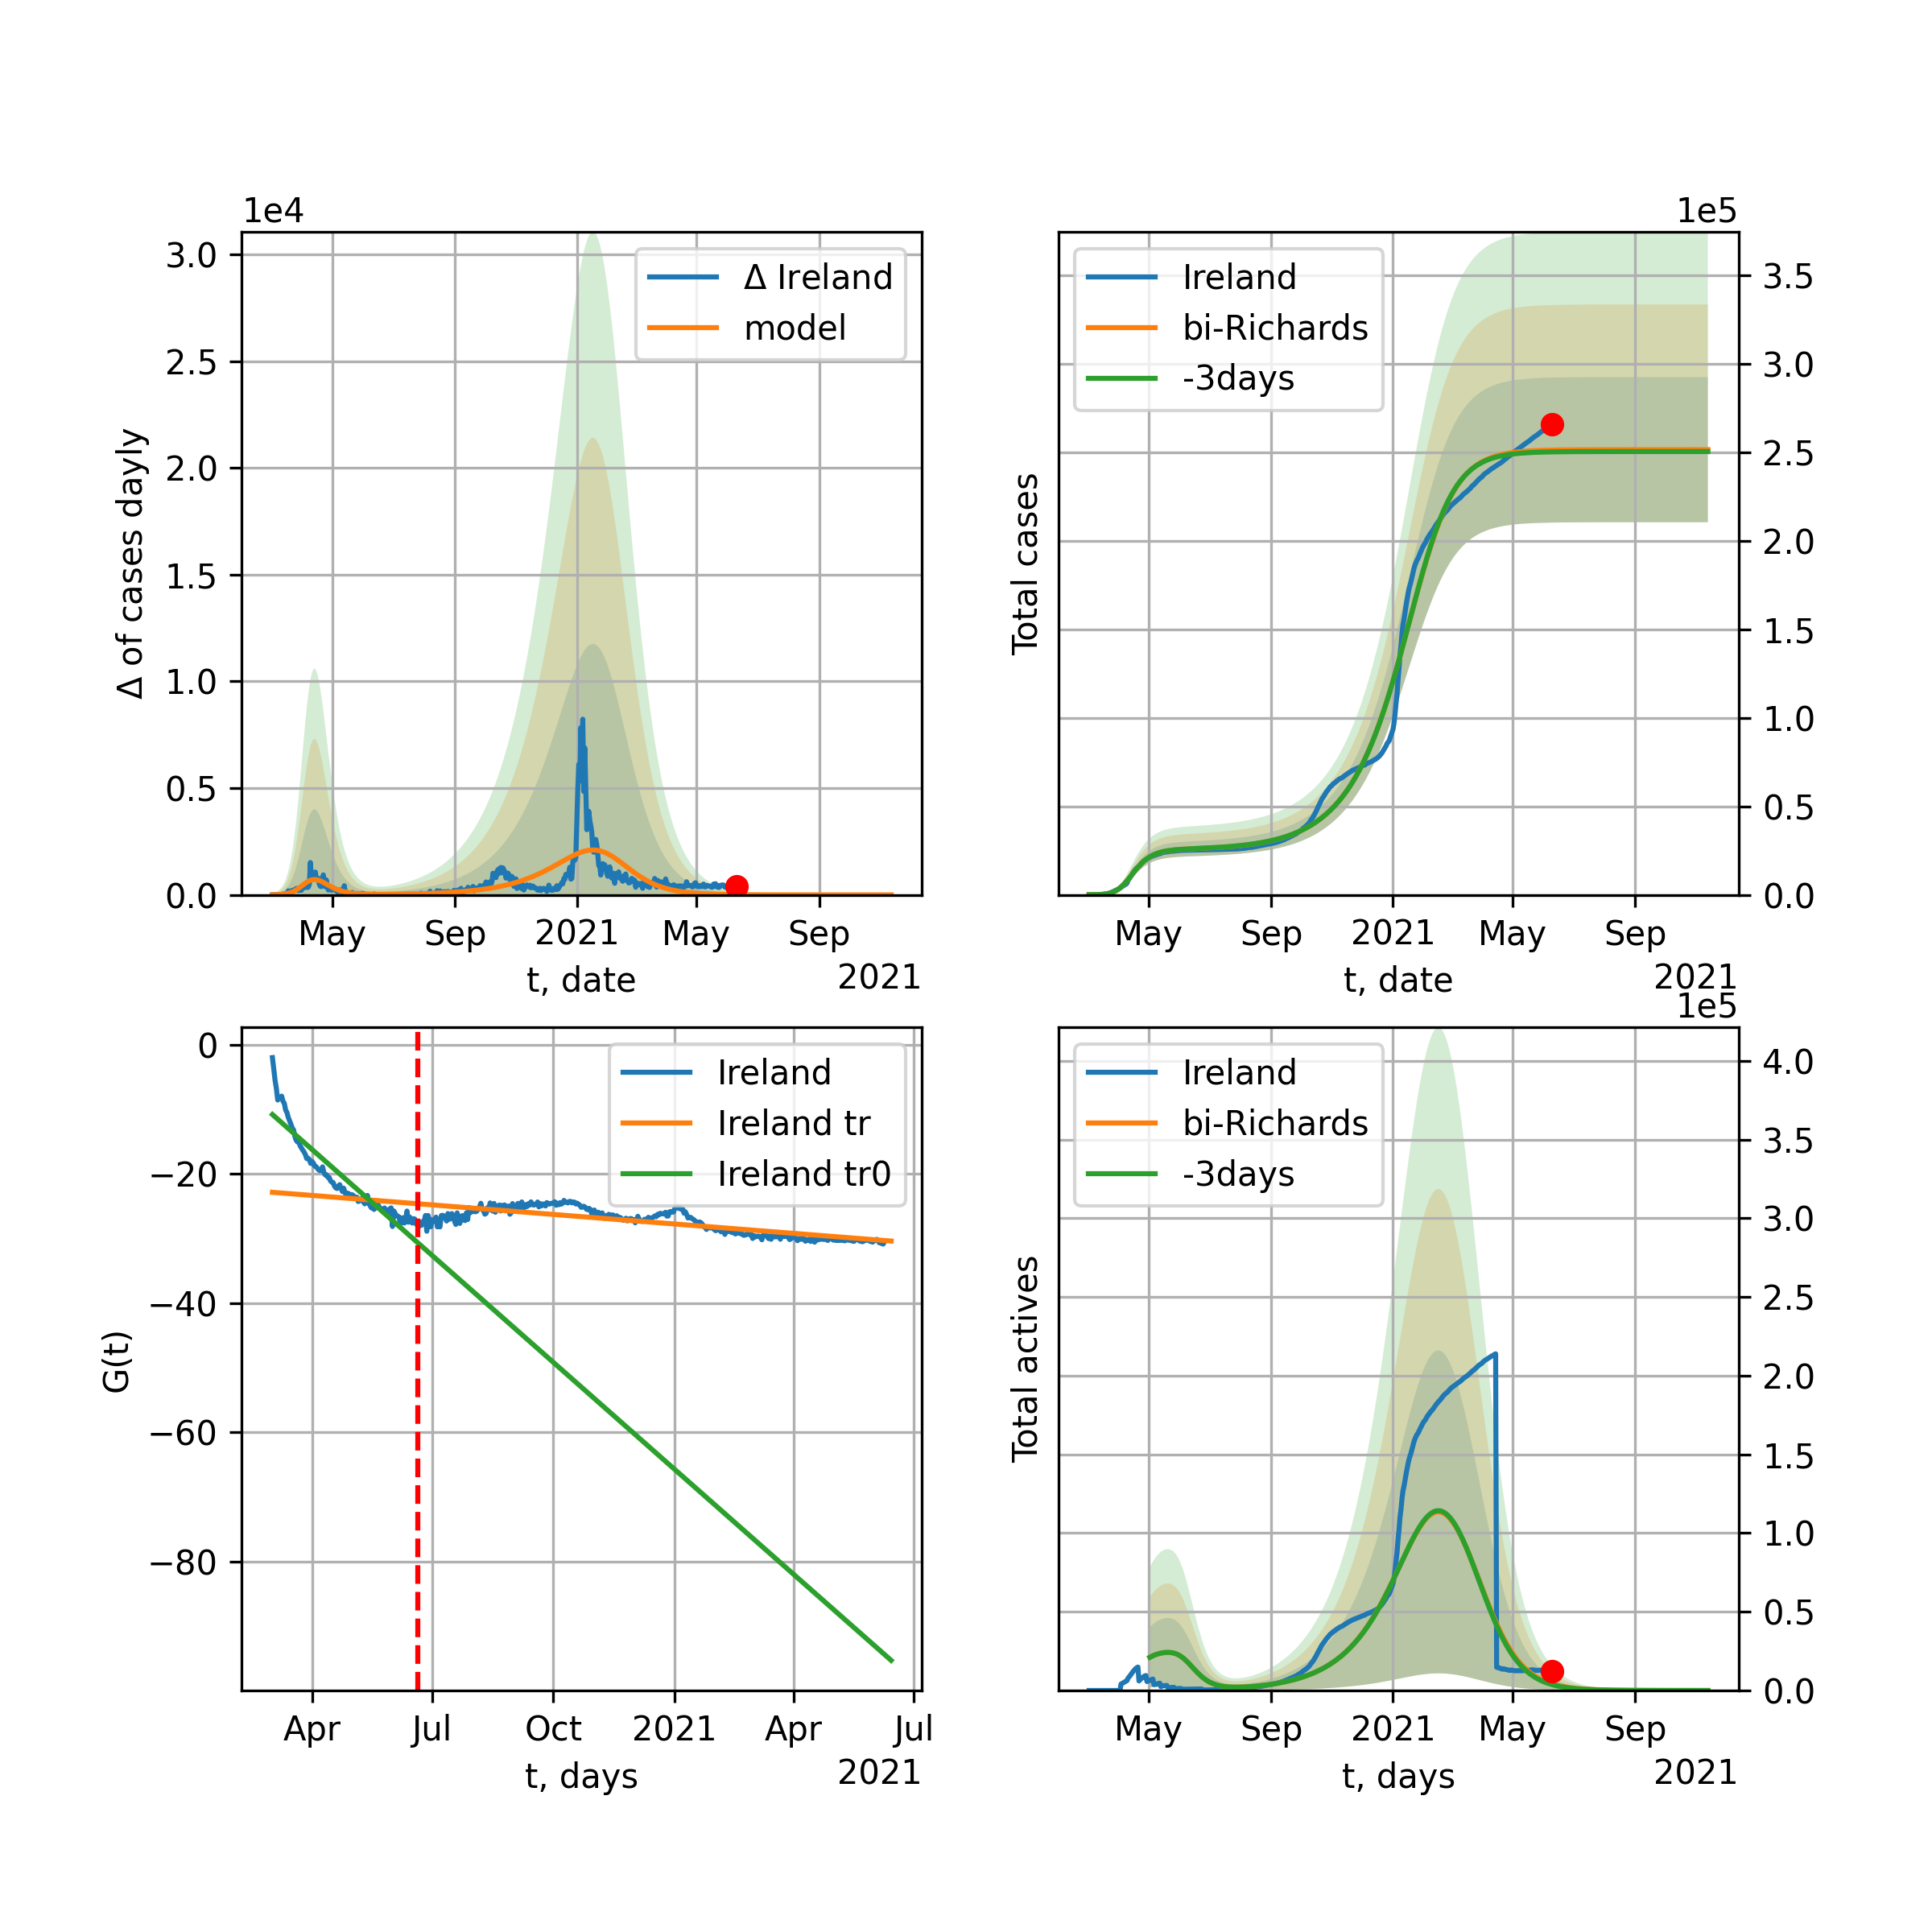 1e4
3.0
2.5
2.0
1.5
1.0
0.5
0.0
Δ of cases dayly
Δ Ireland
model
May Sep 2021 May Sep
t, date
2021
1e5
Total cases
Ireland
bi-Richards
-3days
3.5
3.0
2.5
2.0
1.5
1.0
0.5
0.0
May Sep 2021 May Sep
t, date
2021
0
−20
−40
−60
−80
G(t)
Ireland
Ireland tr
Ireland tr0
Apr Jul Oct 2021 Apr Jul
t, days
2021
1e5
Total actives
Ireland
bi-Richards
-3days
4.0
3.5
3.0
2.5
2.0
1.5
1.0
0.5
0.0
May Sep 2021 May Sep
t, days
2021